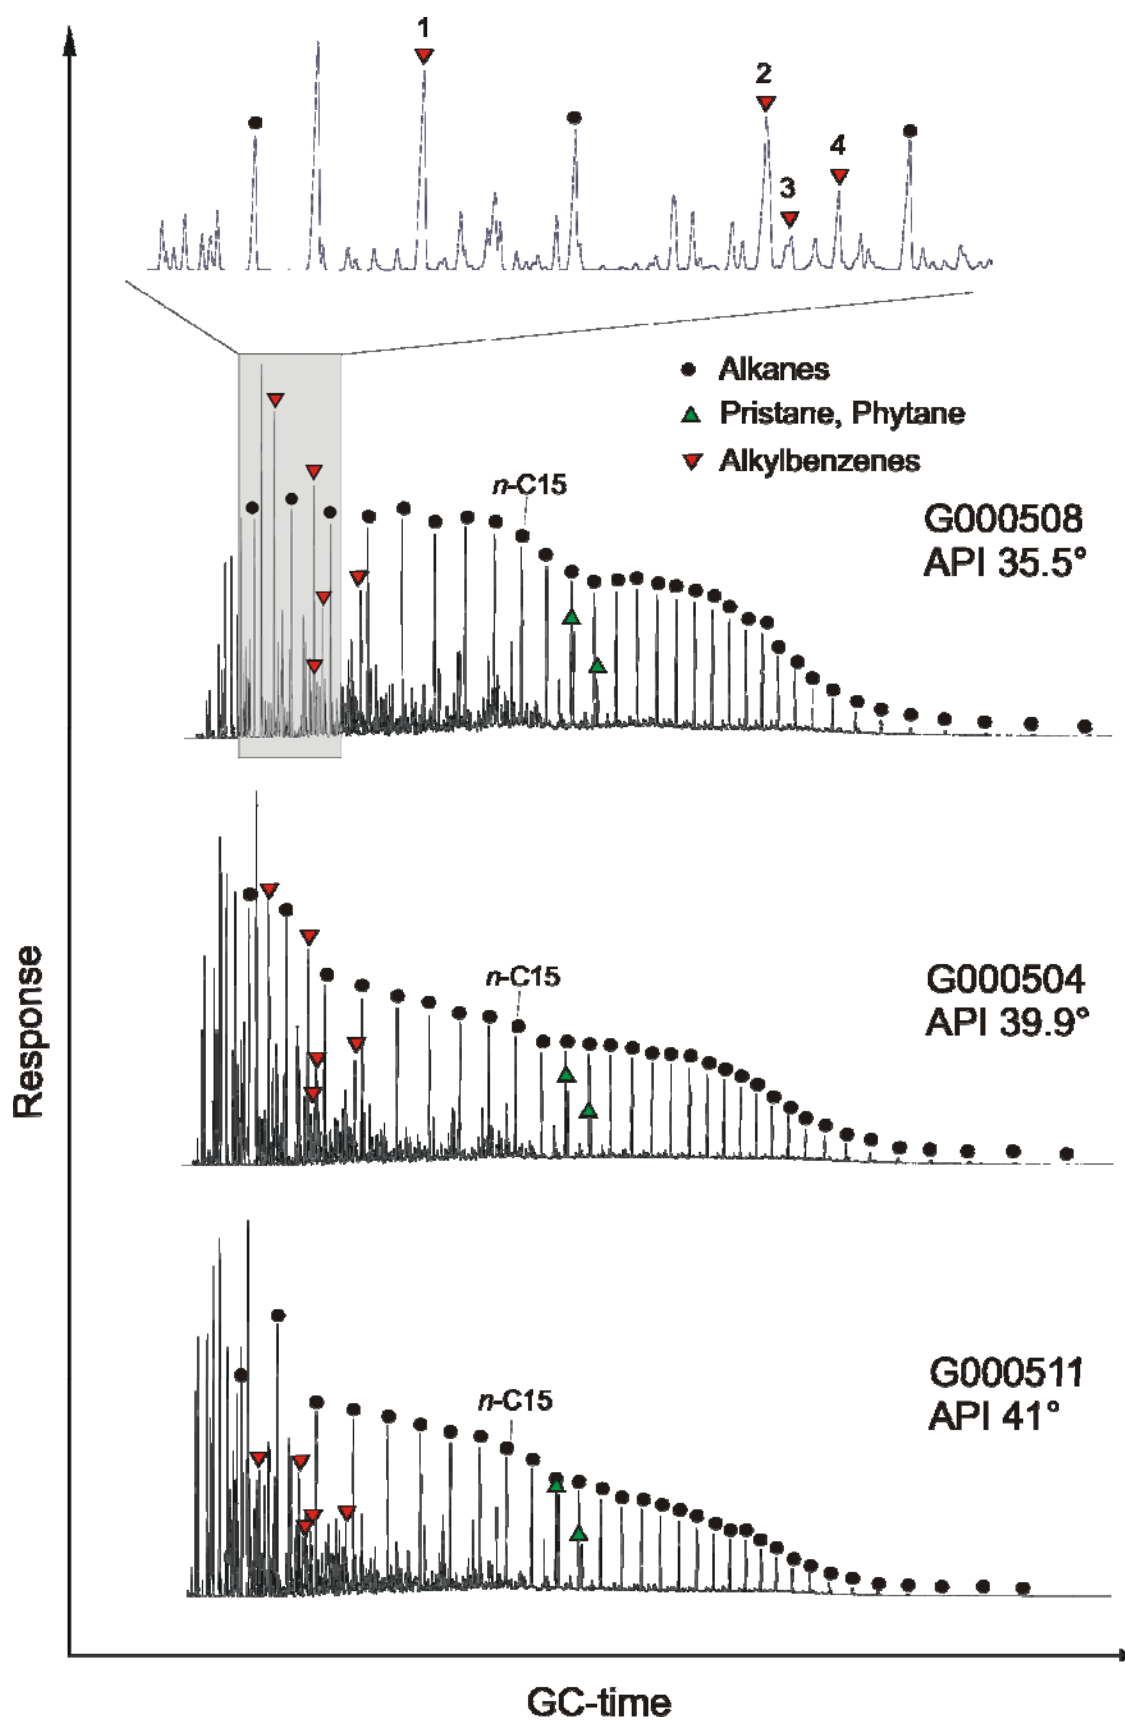 1
2
3
4
Alkanes
Pristane, Phytane
Alkylbenzenes
n-C15
G000508
API 35.5°
n-C15
G000504
API 39.9°
n-C15
G000511
API 41°
Response
GC-time